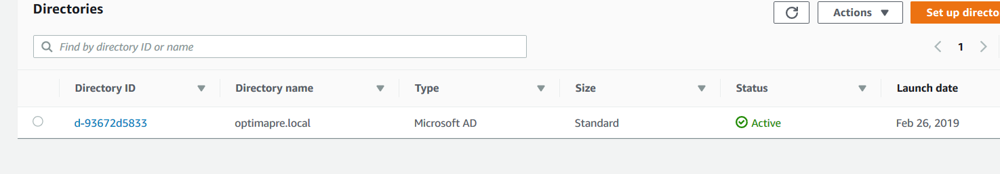 Directories
Actions
Set up directo
Find by directory ID or name
1
Directory ID Directory name Type Size Status Launch date
d-93672d5833 optimapre.local Microsoft AD Standard Active Feb 26, 2019